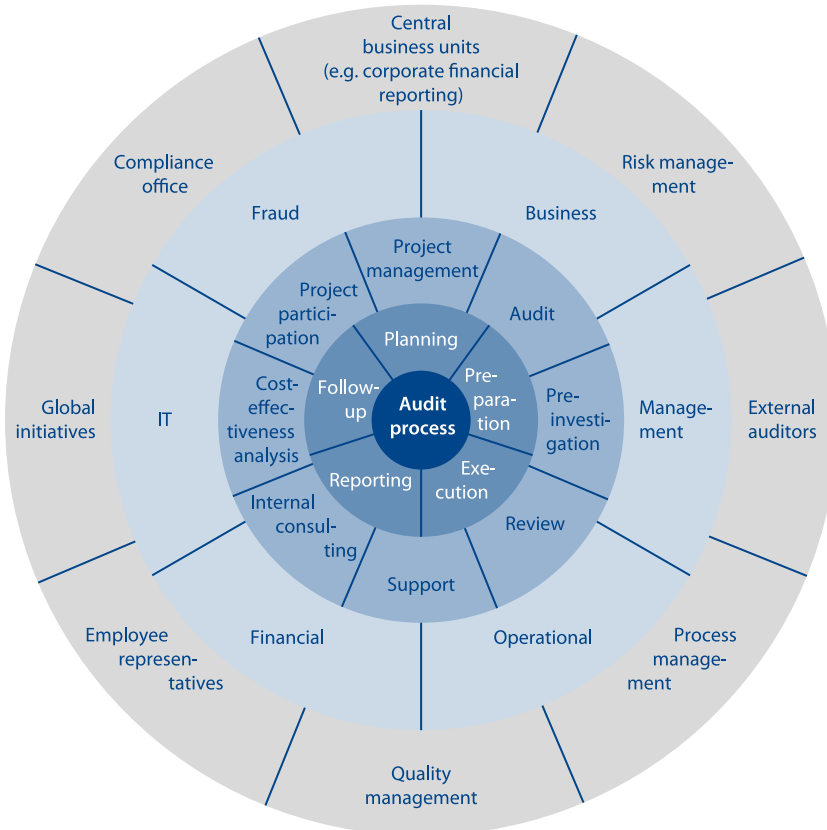 Central
business units
(e.g. corporate financial
reporting)
Compliance
office
Risk manage-
ment
Fraud
Business
Project
management
Project
partici-
pation
Audit
Planning
Follow-
up
Pre-
para-
tion
Cost-
effec-
tiveness
analysis
Pre-
investi-
gation
Audit
process
Global
initiatives
IT
Manage-
ment
External
auditors
Reporting
Exe-
cution
Internal
consul-
ting
Review
Support
Financial
Operational
Employee
represen-
tatives
Process
manage-
ment
Quality
management